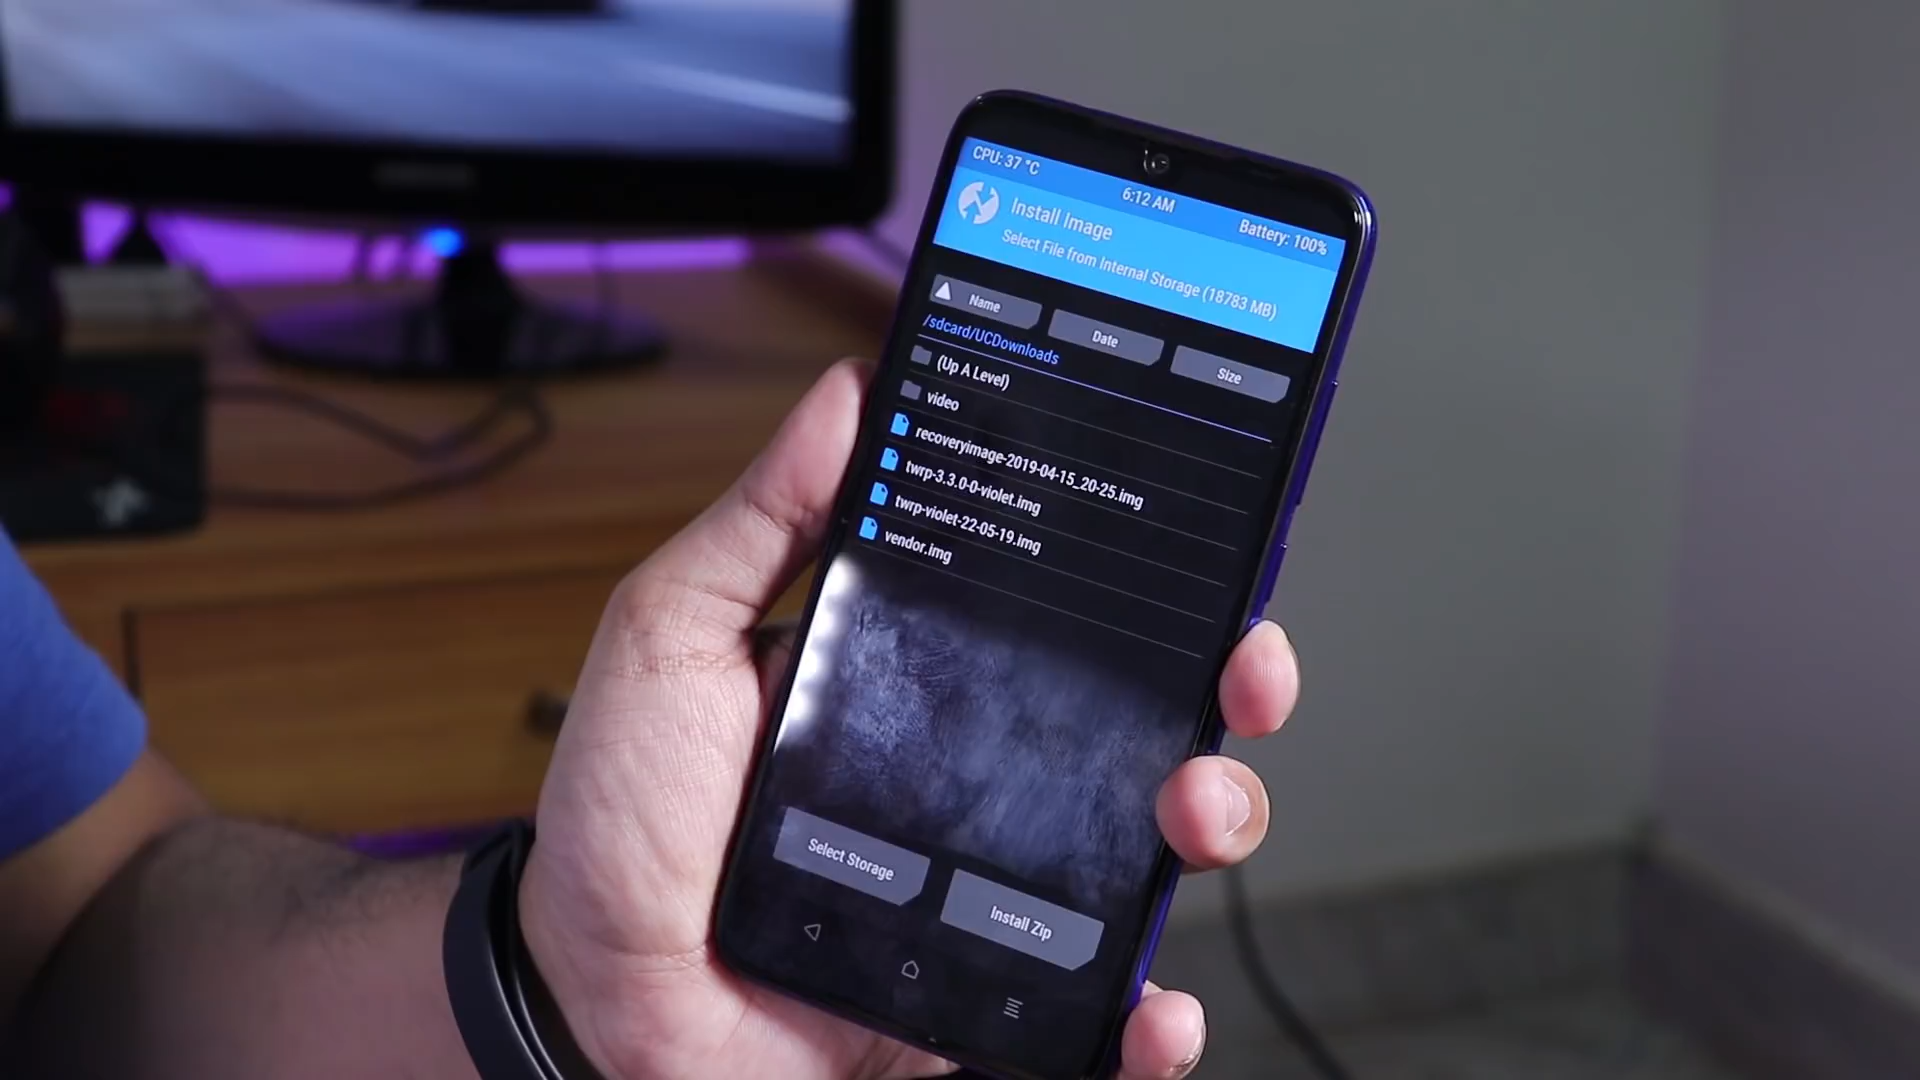 CPU: 37 °C
6:12 AM
Battery: 100%
Install Image
Select File from Internal Storage (18783 MB)
Name
Date
Size
/sdcard/UCDownloads
(Up A Level)
video
recoveryimage-2019-04-15_20-25.img
twrp-3.3.0-0-violet.img
twrp-violet-22-05-19.img
vendor.img
Select Storage
Install Zip